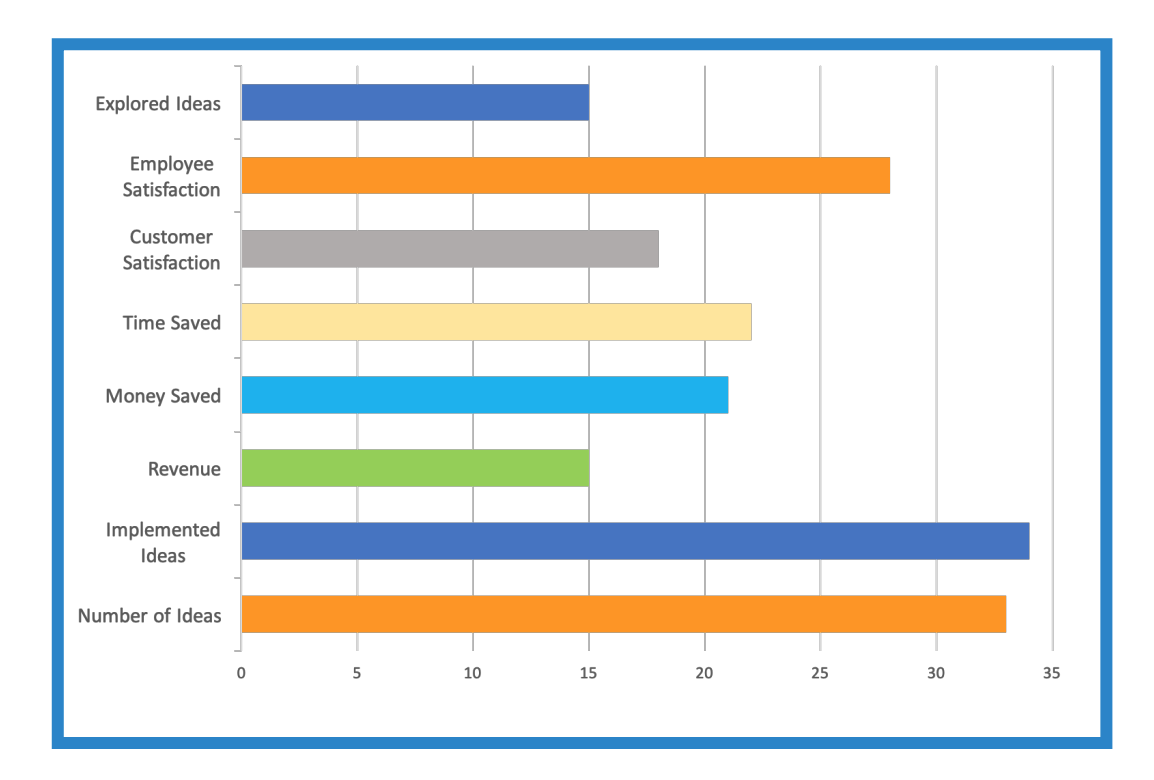 Explored Ideas
Employee
Satisfaction
Customer
Satisfaction
Time Saved
Money Saved
Revenue
Implemented
Ideas
Number of Ideas
0 5 10 15 20 25 30 35